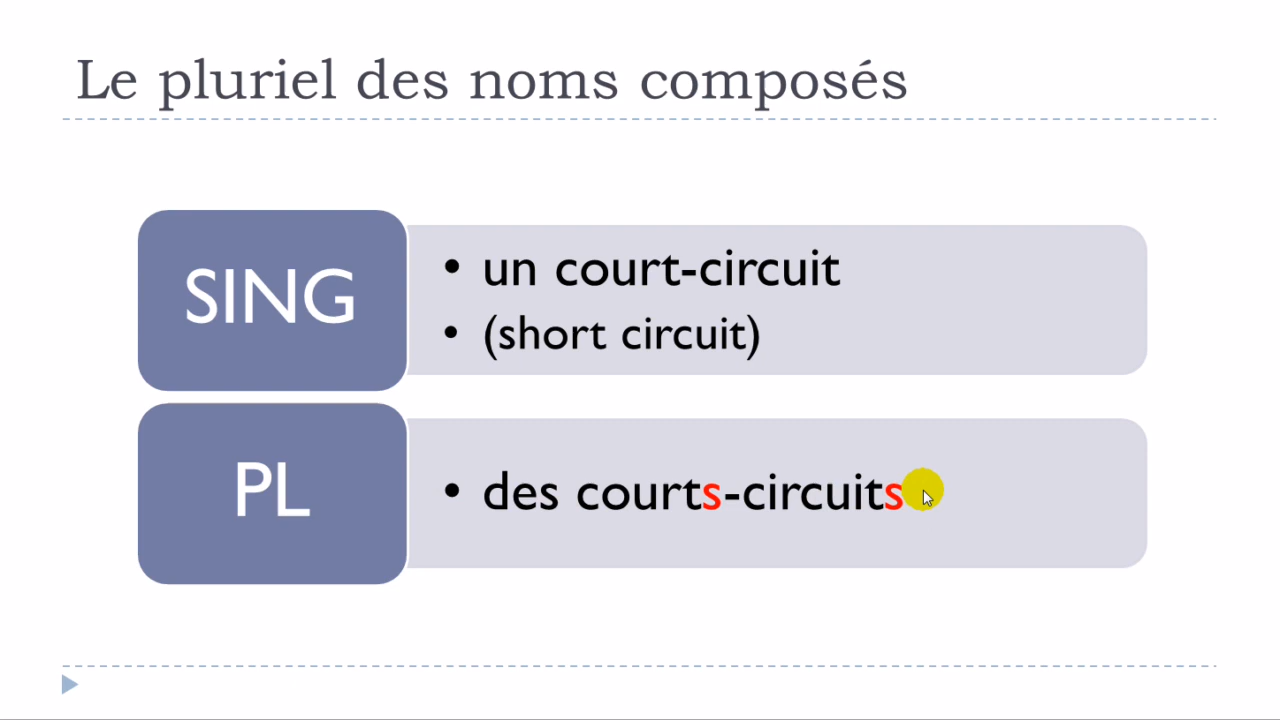 Le pluriel des noms composés
SING
• un court-circuit
• (short circuit)
PL
• des courts-circuits